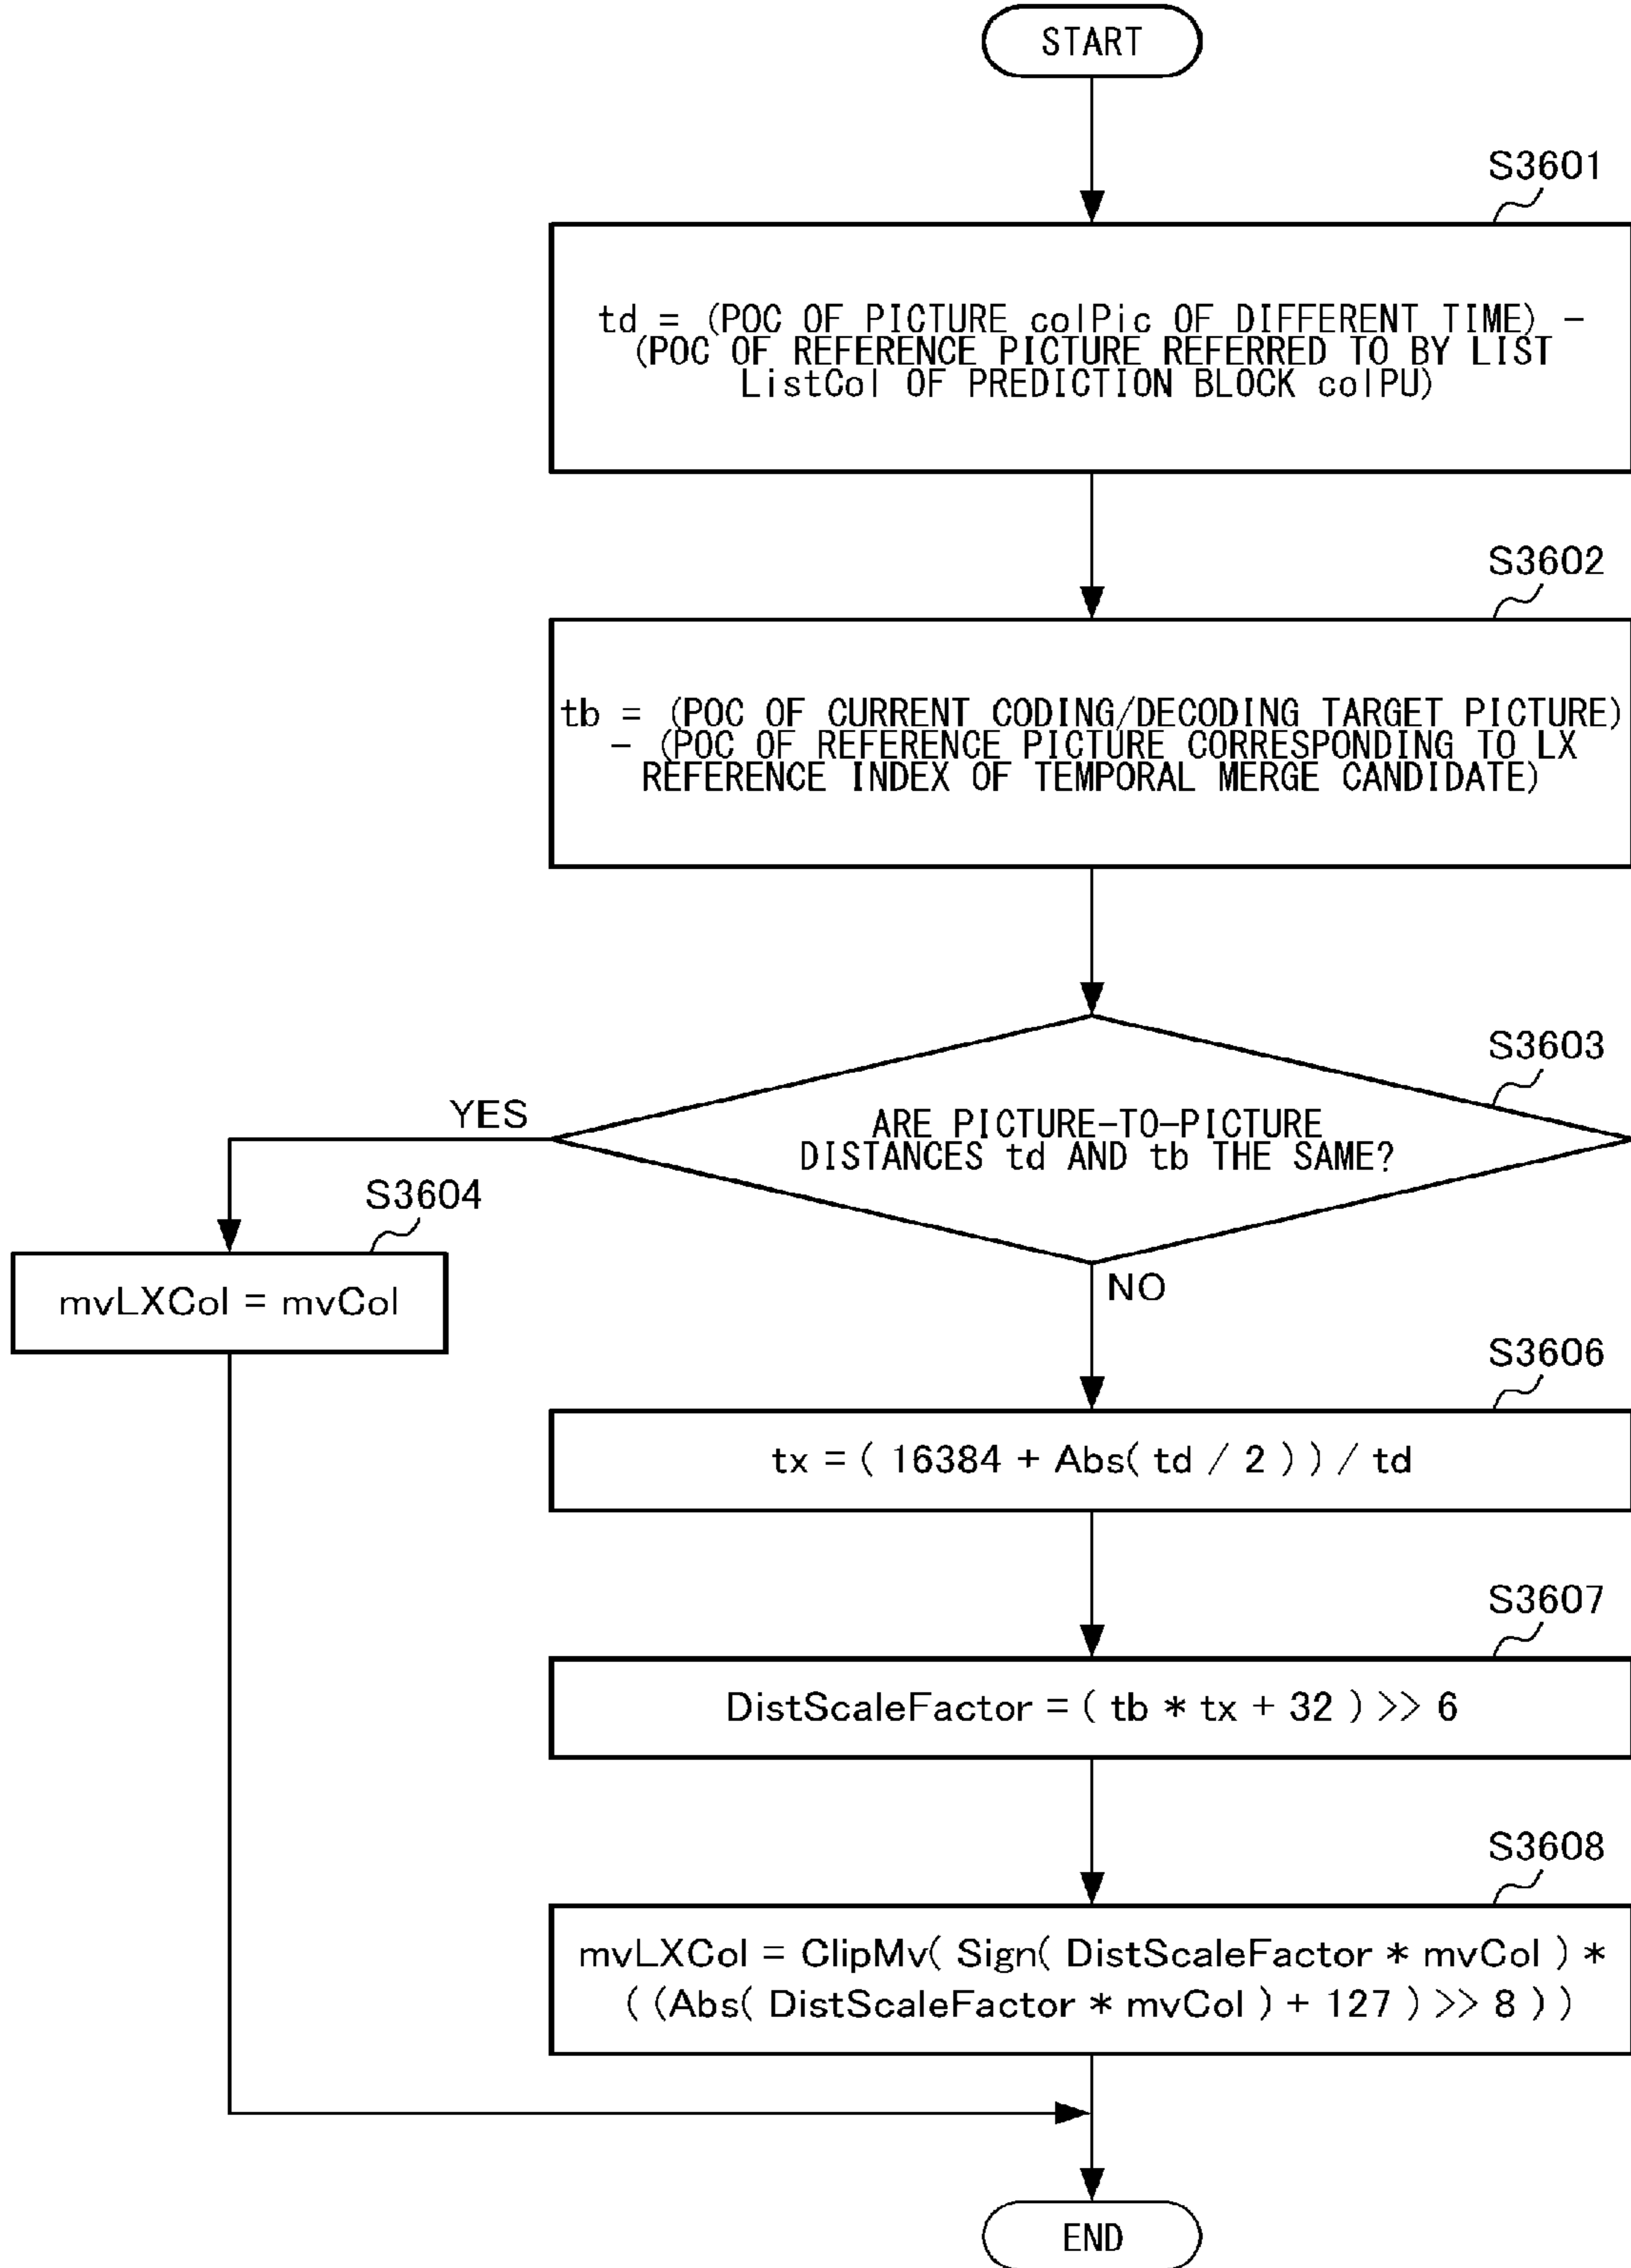 START
S3601
td = (POC OF PICTURE colPic OF DIFFERENT TIME) –
(POC OF REFERENCE PICTURE REFERRED TO BY LIST
ListCol OF PREDICTION BLOCK colPU)
S3602
tb = (POC OF CURRENT CODING/DECODING TARGET PICTURE)
– (POC OF REFERENCE PICTURE CORRESPONDING TO LX
REFERENCE INDEX OF TEMPORAL MERGE CANDIDATE)
S3603
ARE PICTURE-TO-PICTURE
DISTANCES td AND tb THE SAME?
YES
S3604
mvLXCol = mvCol
NO
S3606
tx = ( 16384 + Abs( td / 2 ) ) / td
S3607
DistScaleFactor = ( tb * tx + 32 ) >> 6
S3608
mvLXCol = ClipMv( Sign( DistScaleFactor * mvCol ) *
( (Abs( DistScaleFactor * mvCol ) + 127 ) >> 8 ) )
END